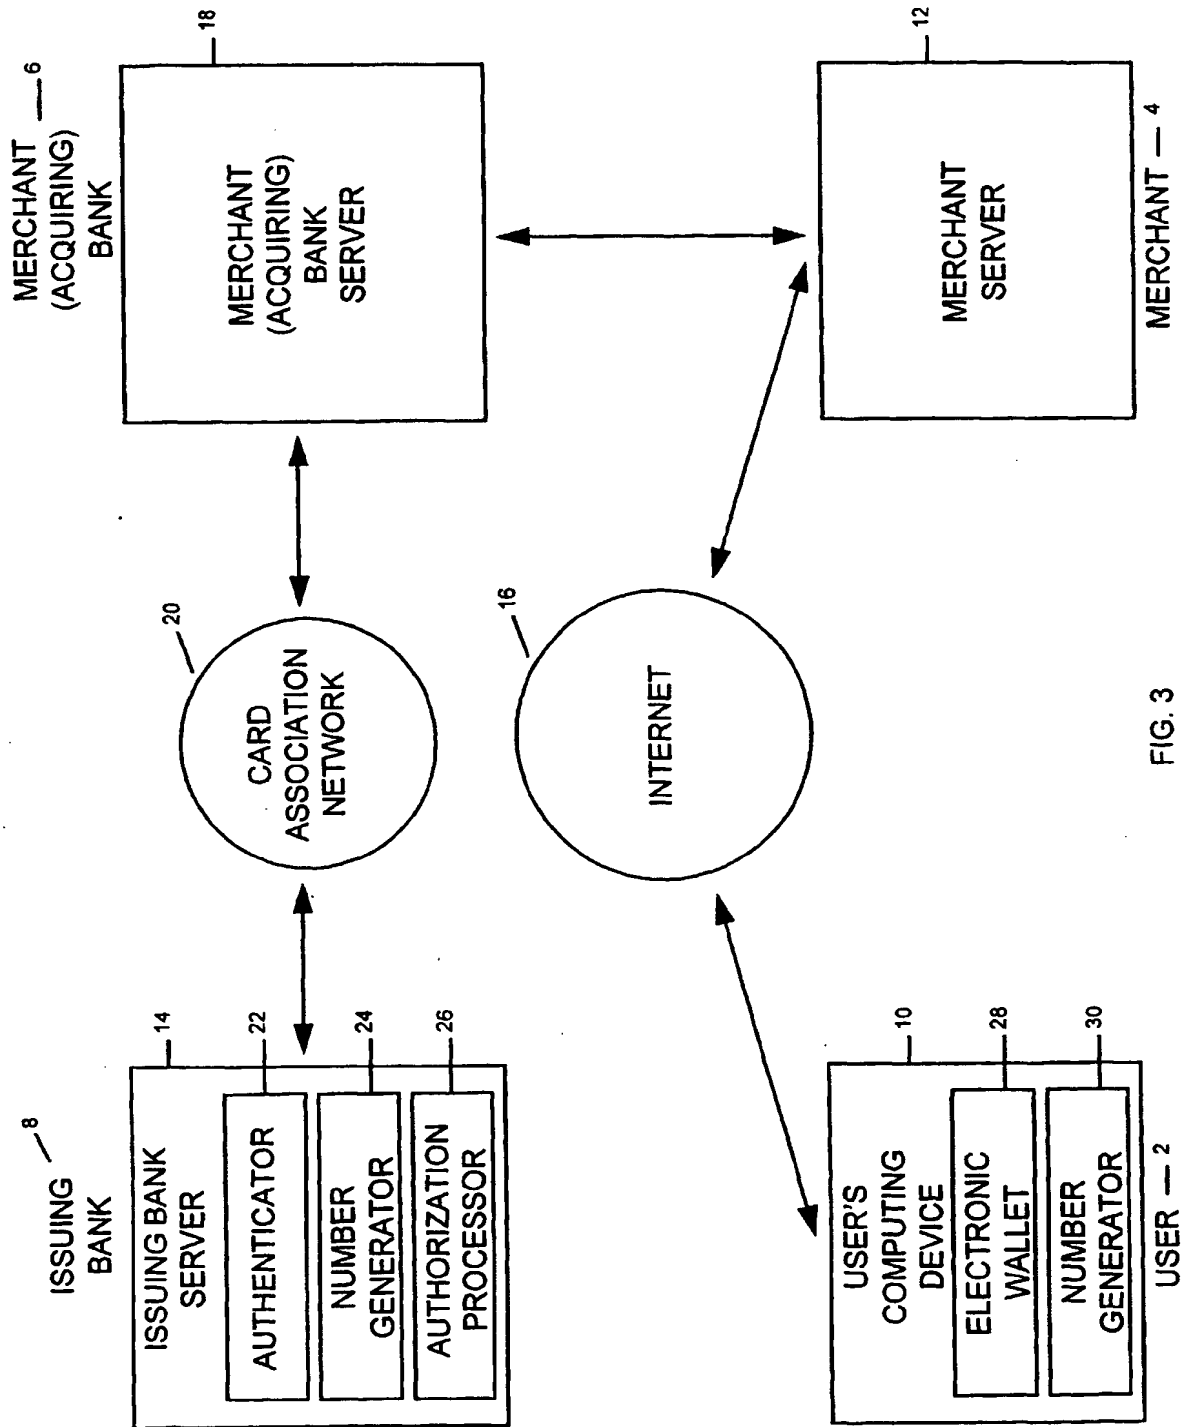 ISSUING
BANK
8
ISSUING BANK
SERVER
14
AUTHENTICATOR
22
NUMBER
GENERATOR
24
AUTHORIZATION
PROCESSOR
26
CARD
ASSOCIATION
NETWORK
20
MERCHANT
(ACQUIRING)
BANK
6
MERCHANT
(ACQUIRING)
BANK
SERVER
18
INTERNET
16
USER'S
COMPUTING
DEVICE
10
ELECTRONIC
WALLET
28
NUMBER
GENERATOR
30
USER
2
MERCHANT
SERVER
12
MERCHANT
4
FIG. 3